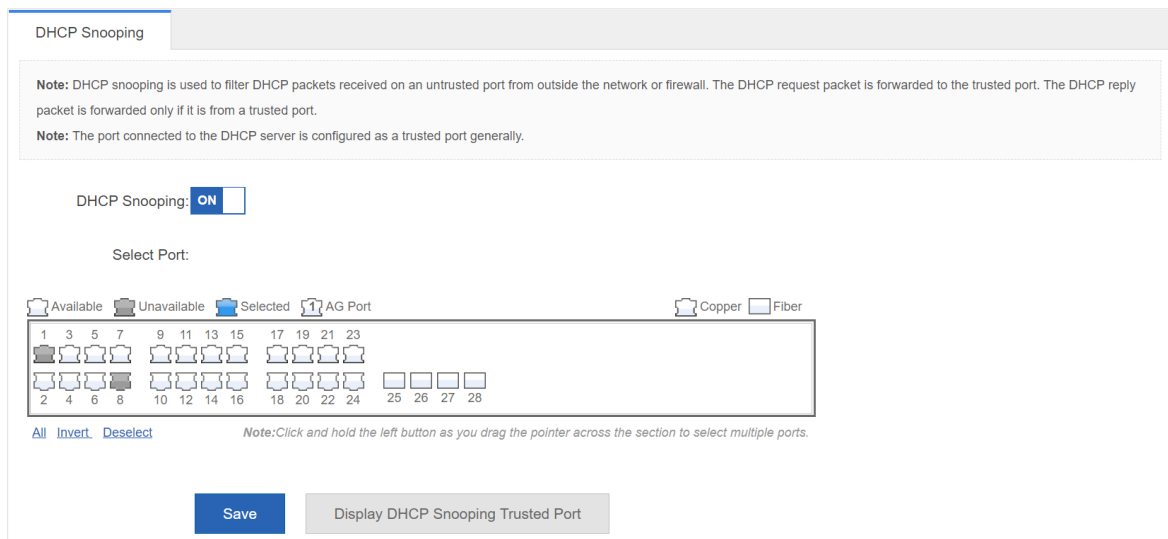 DHCP Snooping
Note: DHCP snooping is used to filter DHCP packets received on an untrusted port from outside the network or firewall. The DHCP request packet is forwarded to the trusted port. The DHCP reply
packet is forwarded only if it is from a trusted port.
Note: The port connected to the DHCP server is configured as a trusted port generally.
DHCP Snooping: ON
Select Port:
Available Unavailable Selected 1 AG Port Copper Fiber
1 3 5 7 9 11 13 15 17 19 21 23
2 4 6 8 10 12 14 16 18 20 22 24 25 26 27 28
All Invert Deselect Note:Click and hold the left button as you drag the pointer across the section to select multiple ports.
Save Display DHCP Snooping Trusted Port